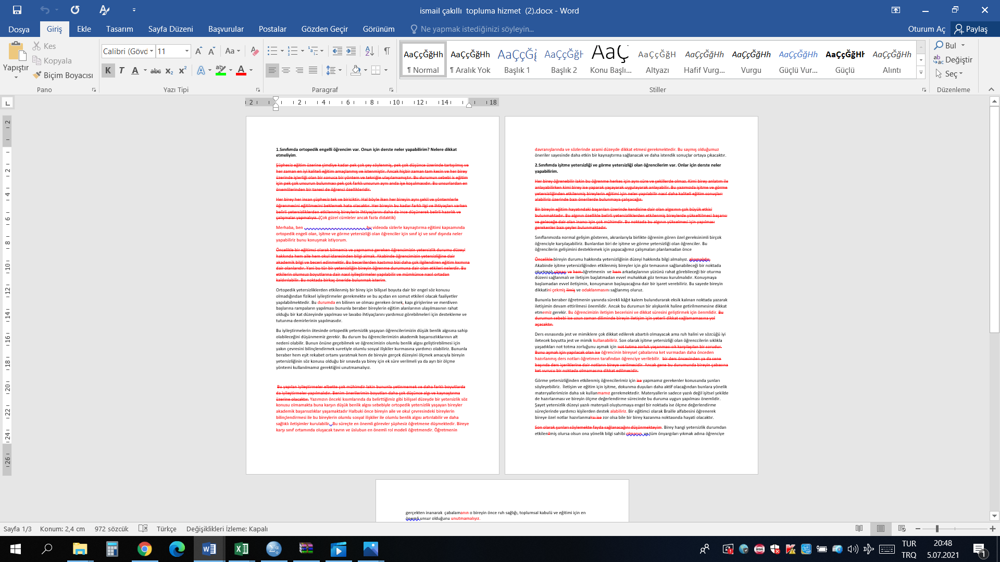 ismail çakıllı  topluma hizmet  (2).docx - Word
Dosya Giriş Ekle Tasarım Sayfa Düzeni Başvurular Postalar Gözden Geçir Görünüm Ne yapmak istediğinizi söyleyin... Oturum Aç Paylaş
Yapıştır
Kes
Kopyala
Biçim Boyacısı
Calibri (Gövd 11
AaÇçĞğHh AaÇçĞğHh AaÇçĞğ AaÇçĞğH AaÇ AaÇçĞğH AaÇçĞğHh AaÇçĞğHh AaÇçĞğHh AaÇçĞğHh AaÇçĞğHh
¶ Normal ¶ Aralık Yok Başlık 1 Başlık 2 Konu Başlı... Altyazı Hafif Vurg... Vurgu Güçlü Vur... Güçlü Alıntı
Bul
Değiştir
Seç
Pano Yazı Tipi Paragraf Stiller Düzenleme
2 2 4 6 8 10 12 14 18
1.Sınıfımda ortopedik engelli öğrencim var. Onun için derste neler yapabilirim? Nelere dikkat
etmeliyim.
Şüphesiz eğitim üzerine şimdiye kadar pek çok şey söylenmiş, pek çok düşünce üzerinde tartışılmış ve
her zaman en iyi kaliteli eğitim amaçlanmış ve istenmiştir. Ancak hiçbir zaman tam kesin ve her birey
üzerinde işlerliği olan bir sonuca bir yöntem ve tekniğe ulaşılamamıştır. Bu durumun sebebi is eğitim
için pek çok unsurun bulunması pek çok farklı unsurun aynı anda işe koşulmasıdır. Bu unsurlardan en
önemlilerinden bir tanesi de öğrenci özellikleridir.
Her birey her insan şüphesiz tek ve biriciktir. Hal böyle iken her bireyin aynı şekil ve yöntemlerle
öğrenmesini eğitilmesini beklemek hata olacaktır. Her bireyin bu kadar farklı ilgi ve ihtiyaçları varken
belirli yetersizliklerden etkilenmiş bireylerin ihtiyaçlarını daha da ince düşünerek belirli hazırlık ve
çalışmalar yapmalıyız. (Çok güzel cümleler ancak fazla didaktik)
Merhaba, ben bu videoda sizlerle kaynaştırma eğitimi kapsamında
ortopedik engeli olan, işitme ve görme yetersizliği olan öğrenciler için sınıf içi ve sınıf dışında neler
yapabiliriz bunu konuşmak istiyorum.
Öncelikle bir eğitimci olarak bilmemiz ve yapmamız gereken öğrencimizin yetersizlik durumu düzeyi
hakkında hem aile hem okul idaresinden bilgi almak. Akabinde öğrencimizin yetersizliğine dair
akademik bilgi ve beceri edinmektir. Bu becerilerden kastımız bizi daha çok ilgilendiren eğitim kısmına
dair olanlarıdır. Yani bu tür bir yetersizliğin bireyin öğrenme durumuna dair olan etkileri nelerdir. Bu
etkilerin olumsuz boyutlarına dair nasıl iyileştirmeler yapılabilir ve mümkünse nasıl ortadan
kaldırılabilir. Bu noktada birkaç öneride bulunmak isterim.
Ortopedik yetersizliklerden etkilenmiş bir birey için bilişsel boyuta dair bir engel söz konusu
olmadığından fiziksel iyileştirmeler gerekmekte ve bu açıdan en somut etkileri olacak faaliyetler
yapılabilmektedir. Bu durumda en bilinen ve olması gereken örnek, kapı girişlerine ve merdiven
başlarına rampaların yapılması bununla beraber bireylerin eğitim alanlarının ulaşılmasının rahat
olduğu bir kat düzeyinde yapılması ve lavabo ihtiyaçlarını yardımsız görebilmeleri için destekleme ve
tutunma demirlerinin yapılmasıdır.
Bu iyileştirmelerin ötesinde ortopedik yetersizlik yaşayan öğrencilerimizin düşük benlik algısına sahip
olabileceğini düşünmemiz gerekir. Bu durum bu öğrencilerimizin akademik başarısızlıklarının alt
nedeni olabilir. Bunun önüne geçebilmek ve öğrencimizin olumlu benlik algısı geliştirebilmesi için
yakın çevresini bilinçlendirmek suretiyle olumlu sosyal ilişkiler kurmasına yardımcı olabiliriz. Bununla
beraber hem eşit rekabet ortamı yaratmak hem de bireyin gerçek düzeyini ölçmek amacıyla bireyin
yetersizliğinin söz konusu olduğu bir sınavda ya birey için ek süre verilmeli ya da ayrı bir ölçme
yöntemi kullanılmamız gerektiğini unutmamalıyız.
Bu yapılan iyileştirmeler elbette çok mühimdir lakin bununla yetinmemek ve daha farklı boyutlarda
da iyileştirmeler yapılmalıdır. Benim önerilerimin boyutları daha çok düşünce algı ve kaynaştırma
üzerine olacaktır. Yazımızın önceki kısımlarında da belirttiğimiz gibi bilişsel düzeyde bir yetersizlik söz
konusu olmamakta buna karşın düşük benlik algısı sebebiyle ortopedik yetersizlik yaşayan bireyler
akademik başarısızlıklar yaşamaktadır Halbuki önce bireyin aile ve okul çevresindeki bireylerin
bilinçlendirmesi ile bu bireylerin olumlu sosyal ilişkiler ile olumlu benlik algısı artırılabilir ve daha
sağlıklı iletişimler kurulabilir. Bu süreçte en önemli görevler şüphesiz öğretmene düşmektedir. Bireye
karşı sınıf ortamında oluşacak tavrın ve üslubun en önemli rol modeli öğretmendir. Öğretmenin
davranışlarında ve sözlerinde azami düzeyde dikkat etmesi gerekmektedir. Bu saymış olduğumuz
öneriler sayesinde daha etkin bir kaynaştırma sağlanacak ve daha istendik sonuçlar ortaya çıkacaktır.
2.Sınıfımda işitme yetersizliği ve görme yetersizliği olan öğrencilerim var. Onlar için derste neler
yapabilirim.
Her birey öğrenebilir lakin bu öğrenme herkes için aynı süre ve şekillerde olmaz. Kimi birey anlatım ile
anlayabilirken kimi birey ise yaparak yaşayarak uygulayarak anlayabilir. Bu yazımızda işitme ve görme
yetersizliğinden etkilenmiş bireylerin eğitimi için neler yapılabilir nasıl daha kaliteli eğitim sonuçları
alabiliriz üzerinde bazı önerilerde bulunmaya çalışacağız.
Bir bireyin eğitim hayatındaki başarıları üzerinde kendisine dair olan algısının çok büyük etkisi
bulunmaktadır. Bu algının özellikle belirli yetersizliklerden etkilenmiş bireylerde yükseltilmesi başarısı
ve geleceğe dair olan inancı için çok mühimdir. Bu noktada bu algının yükselmesi için yapılması
gerekenler bazı şeyler bulunmaktadır.
Sınıflarımızda normal gelişim gösteren, akranlarıyla birlikte öğrenim gören özel gereksinimli birçok
öğrenciyle karşılaşabiliriz. Bunlardan biri de işitme ve görme yetersizliği olan öğrenciler. Bu
öğrencilerin gelişimini desteklemek için yapacağımız çalışmaları planlamadan önce
Öncelikle bireyin durumu hakkında yetersizliğinin düzeyi hakkında bilgi almalıyız. alınmalıdır.
Akabinde işitme yetersizliğinden etkilenmiş bireyler için göz temasının sağlanabileceği bir noktada
oturtmalı ulması ve hem öğretmenin  ve hem arkadaşlarının yüzünü rahat görebileceği bir oturma
düzeni sağlanmalı ve iletişim başlatmadan evvel muhakkak göz teması kurulmalıdır. Konuşmaya
başlamadan evvel iletişimin, konuşmanın başlayacağına dair bir işaret verebiliriz. Bu sayede bireyin
dikkatini çekmiş ilmiş ve odaklanmasını sağlanmış oluruz.
Bununla beraber öğretmenin yanında sürekli kâğıt kalem bulundurarak eksik kalınan noktada yazarak
iletişimin devam ettirilmesi önemlidir. Ancak bu durumun bir alışkanlık haline getirilmemesine dikkat
etmemiz gerekir. Bu öğrencimizin iletişim becerisini ve dikkat süresini geliştirmek için öenmlidir. Bu
durumun sebebi ise uzun zaman diliminde bireyin iletişim için yeterli dikkat sağlamamasına yol
açacaktır.
Ders esnasında jest ve mimiklere çok dikkat edilerek abartılı olmayacak ama ruh halini ve sözcüğü iyi
iletecek boyutta jest ve mimik kullanabiliriz. Son olarak işitme yetersizliği olan öğrenccilerin sıklıkla
yaşadıkları not totma zorluğunu aşmak için not tutma zorluk yaşanması sık karşılaşılan bir sorudur.
Bunu aşmak için yapılacak olan ise öğrencinin bireysel çabalarına ket vurmadan daha önceden
hazırlanmış ders notları öğretmen tarafından öğrenciye verilebilir.  bir ders öncesinden ya da sene
başında ders içeriklerine dair notların bireye verilmesidir. Ancak gene bu durumunda bireyin çabasına
ket vurucu bir noktada olmamasına dikkat edilmesidir.
Görme yetersizliğinden etkilenmiş öğrencilerimiz için ise yapmamız gerekenler konusunda şunları
söyleyebiliriz.  İletişim ve eğitim için işitme, dokunma duyuları daha aktif olacağından bunlara yönelik
materyallerimizin daha sık kullanmamız gerekmektedir. Materyallerin sadece yazılı değil işitsel şekilde
de hazırlanması ve bireyin ölçme değerlendirme sürecinde bu duruma uygun yapılması önemlidir.
Şayet yetersizlik düzeyi yazılı materyali oluşturmaya engel bir noktada ise ölçme değerlendirme
süreçlerinde yardımcı kişilerden destek alabiliriz. Bir eğitimci olarak Braille alfabesini öğrenerek
bireye özel notlar hazırlanmaksı ise zor olsa bile bir birey kazanma noktasında hayati olacaktır.
Son olarak şunları söylemekte fayda sağlanacağını düşünmekteyim. Birey hangi yetersizlik durumdan
etkilenilmiş olursa olsun ona yönelik bilgi sahibi olmanın  ve tüm önyargıları yıkmak adına öğrenciye
gerçekten inanarak  çabalamanın o bireyin önce ruh sağlığı, toplumsal kabulü ve eğitimi için en
önemli unsur olduğunu unutmamalıyız.
Sayfa 1/3 Konum: 2,4 cm 972 sözcük Türkçe Değişiklikleri İzleme: Kapalı
TUR
TRQ
20:48
5.07.2021
1